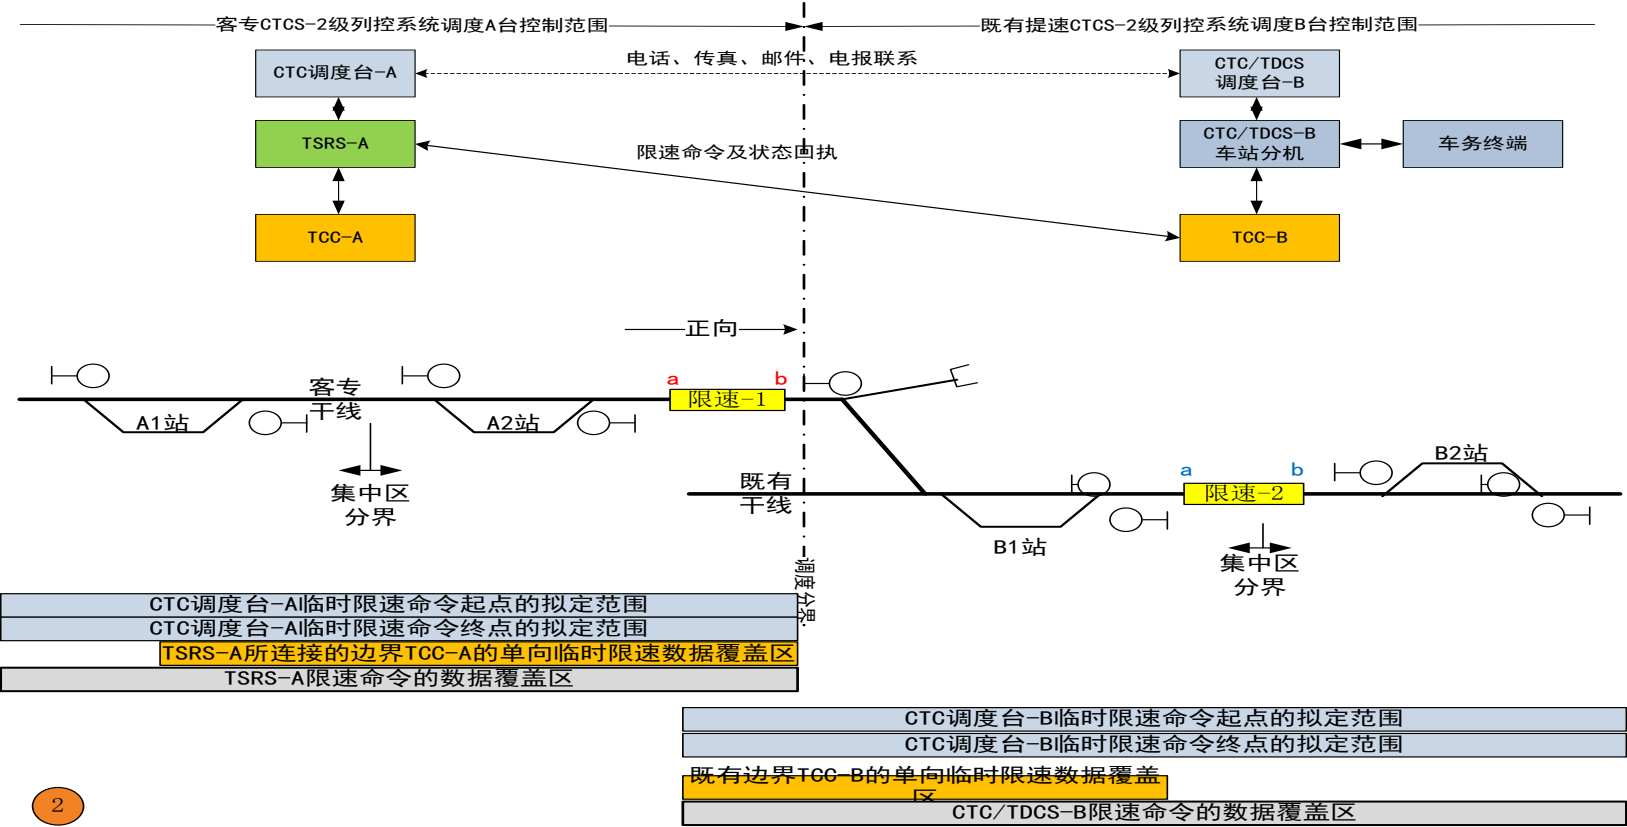 客专CTCS-2级列控系统调度A台控制范围
既有提速CTCS-2级列控系统调度B台控制范围
电话、传真、邮件、电报联系
CTC调度台-A
CTC/TDCS
调度台-B
TSRS-A
限速命令及状态回执
CTC/TDCS-B
车站分机
车务终端
TCC-A
TCC-B
正向
客专
干线
a
b
限速-1
A1站
A2站
集中区
分界
既有
干线
a
b
限速-2
B2站
B1站
集中区
分界
调度分界
CTC调度台-A临时限速命令起点的拟定范围
CTC调度台-A临时限速命令终点的拟定范围
TSRS-A所连接的边界TCC-A的单向临时限速数据覆盖区
TSRS-A限速命令的数据覆盖区
CTC调度台-B临时限速命令起点的拟定范围
CTC调度台-B临时限速命令终点的拟定范围
既有边界TCC-B的单向临时限速数据覆盖
区
CTC/TDCS-B限速命令的数据覆盖区
2